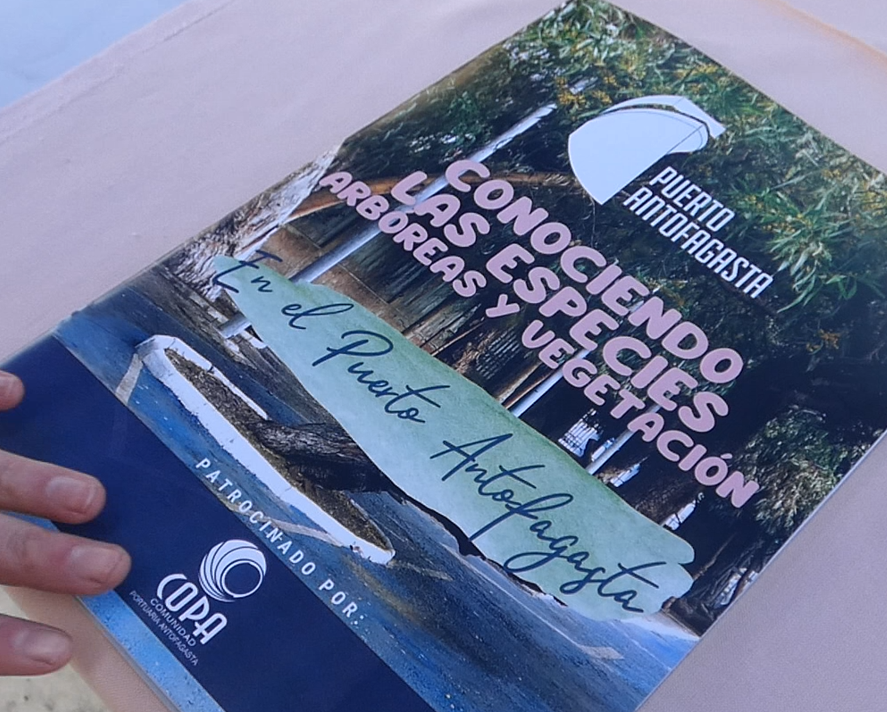 PUERTO
ANTOFAGASTA
CONOCIENDO
LAS ESPECIES
ARBÓREAS Y VEGETACIÓN
En el Puerto Antofagasta
PATROCINADO POR:
COPA
COMUNIDAD
PORTUARIA ANTOFAGASTA